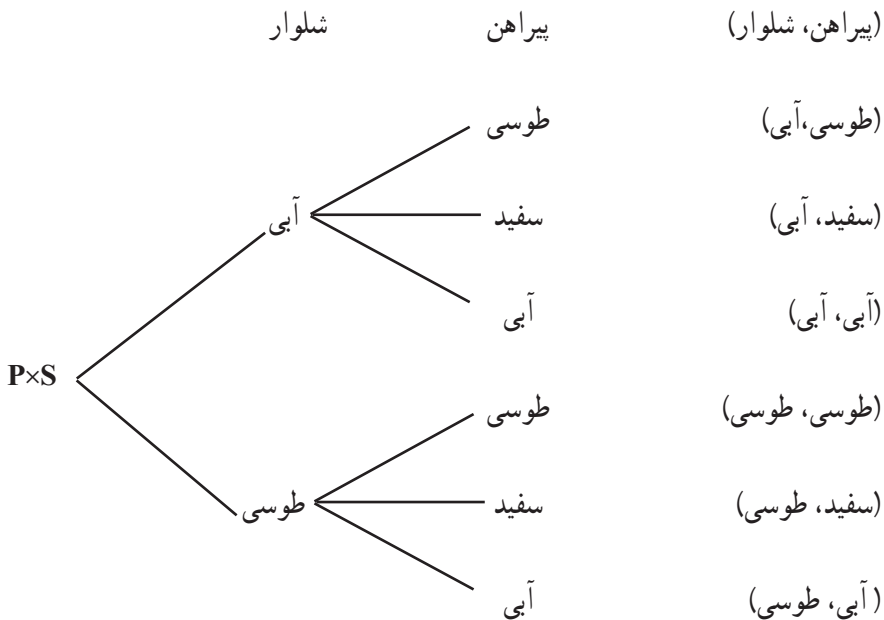 (پیراهن، شلوار) پیراهن شلوار
(طوسی،آبی) طوسی
(سفید، آبی) سفید آبی
(آبی، آبی) آبی
P×S
(طوسی، طوسی) طوسی
(سفید، طوسی) سفید طوسی
( آبی، طوسی) آبی